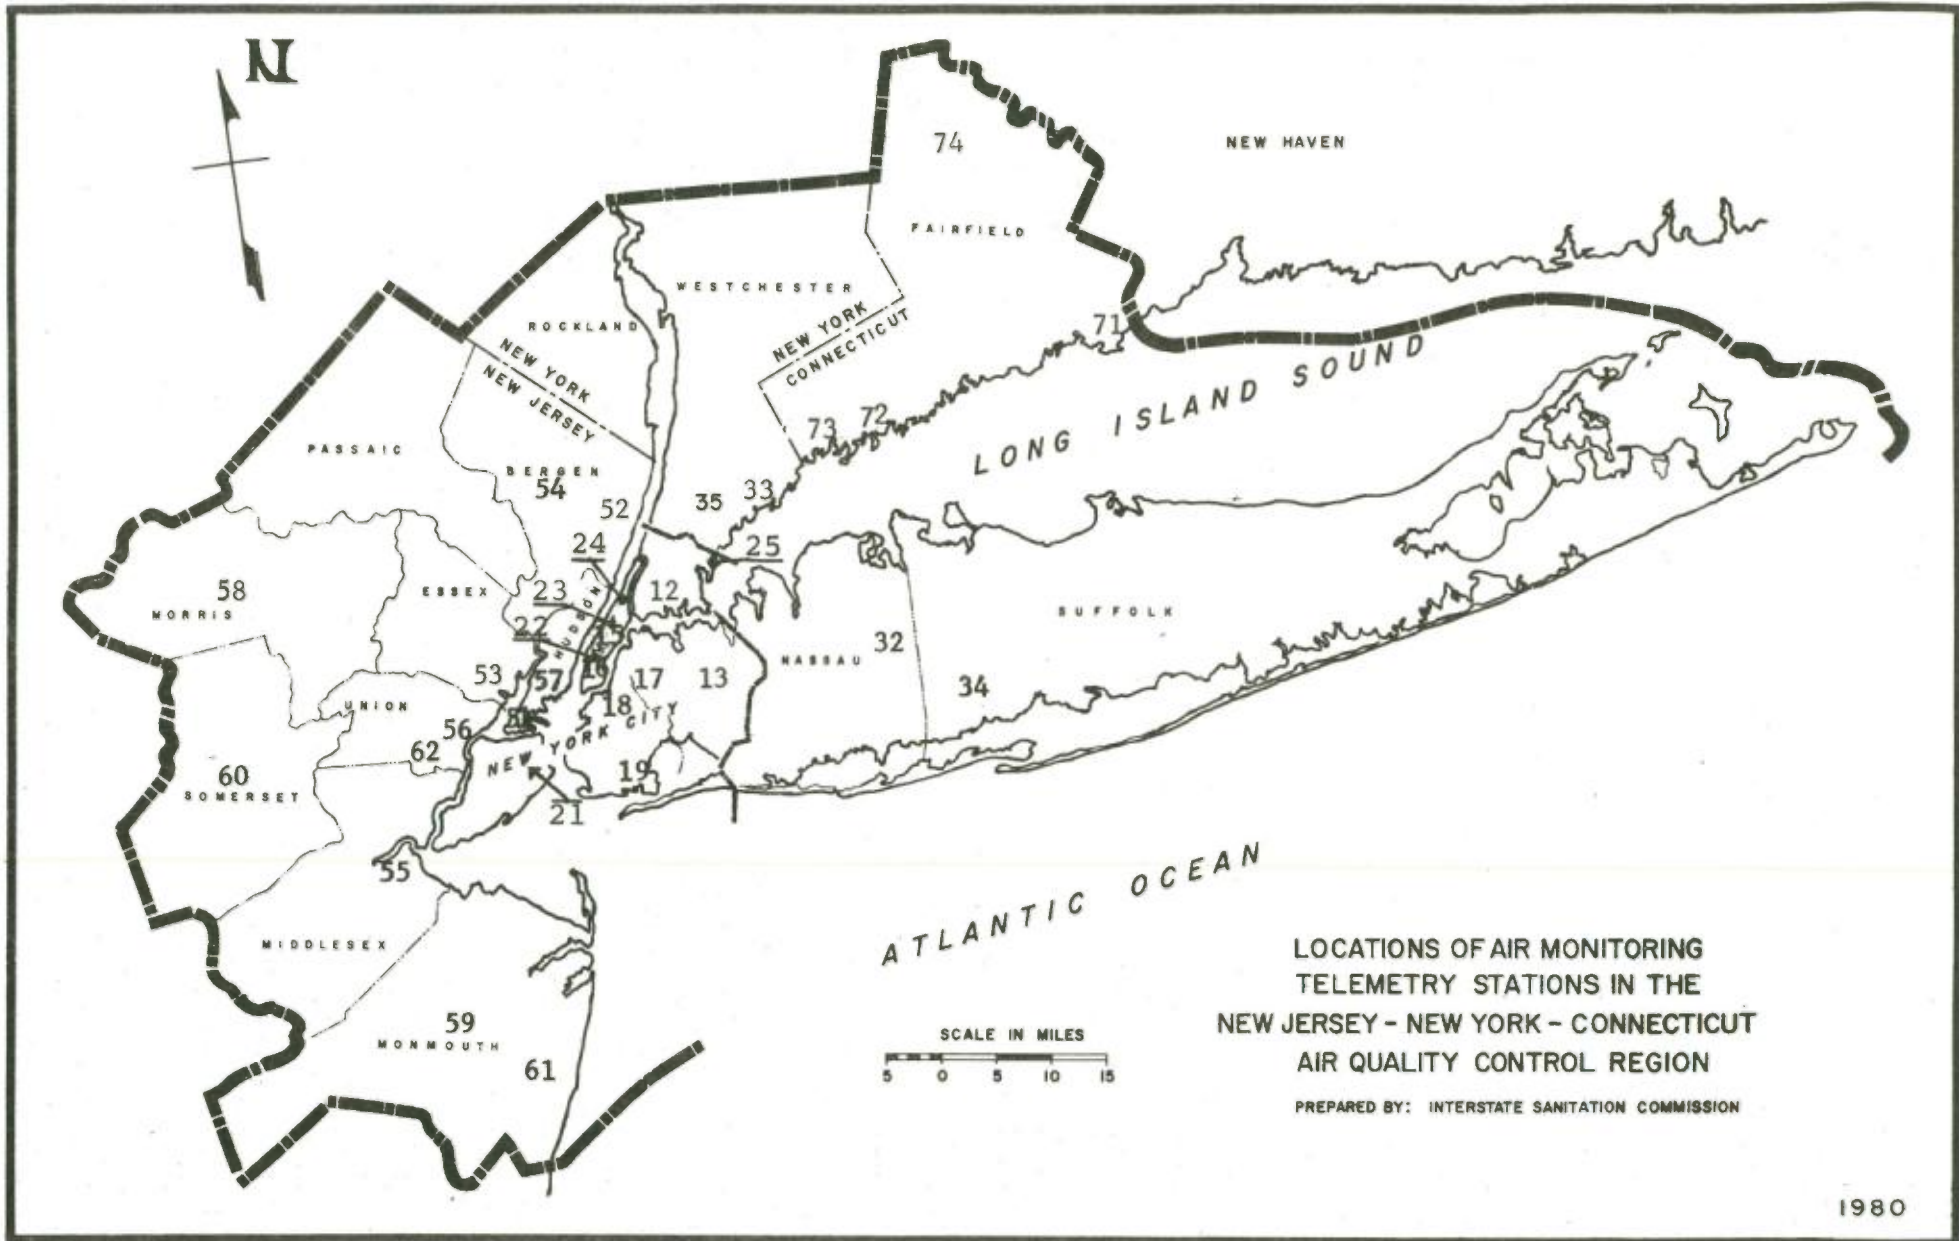 N
74
NEW HAVEN
FAIRFIELD
WESTCHESTER
ROCKLAND
NEW YORK
CONNECTICUT
71
NEW YORK
NEW JERSEY
LONG ISLAND SOUND
73
72
PASSAIC
BERGEN
54
52
35
33
24
25
58
MORRIS
ESSEX
23
12
HUDSON
22
SUFFOLK
32
NASSAU
53
57
17
13
34
18
UNION
56
62
NEW YORK CITY
60
SOMERSET
19
21
55
ATLANTIC OCEAN
MIDDLESEX
59
MONMOUTH
61
SCALE IN MILES
5 0 5 10 15
LOCATIONS OF AIR MONITORING
TELEMETRY STATIONS IN THE
NEW JERSEY - NEW YORK - CONNECTICUT
AIR QUALITY CONTROL REGION
PREPARED BY: INTERSTATE SANITATION COMMISSION
1980